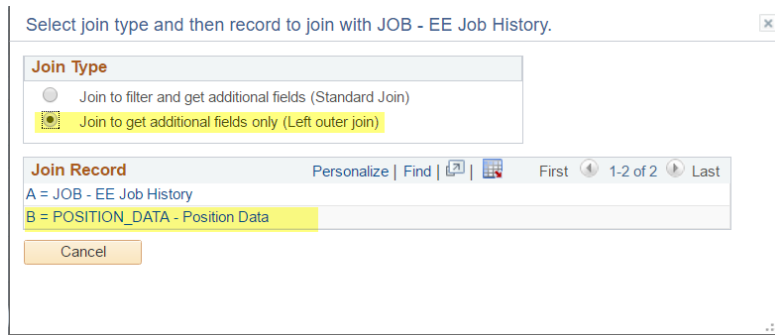 Select join type and then record to join with JOB - EE Job History.
Join Type
Join to filter and get additional fields (Standard Join)
Join to get additional fields only (Left outer join)
Join Record Personalize | Find | | First 1-2 of 2 Last
A = JOB - EE Job History
B = POSITION_DATA - Position Data
Cancel